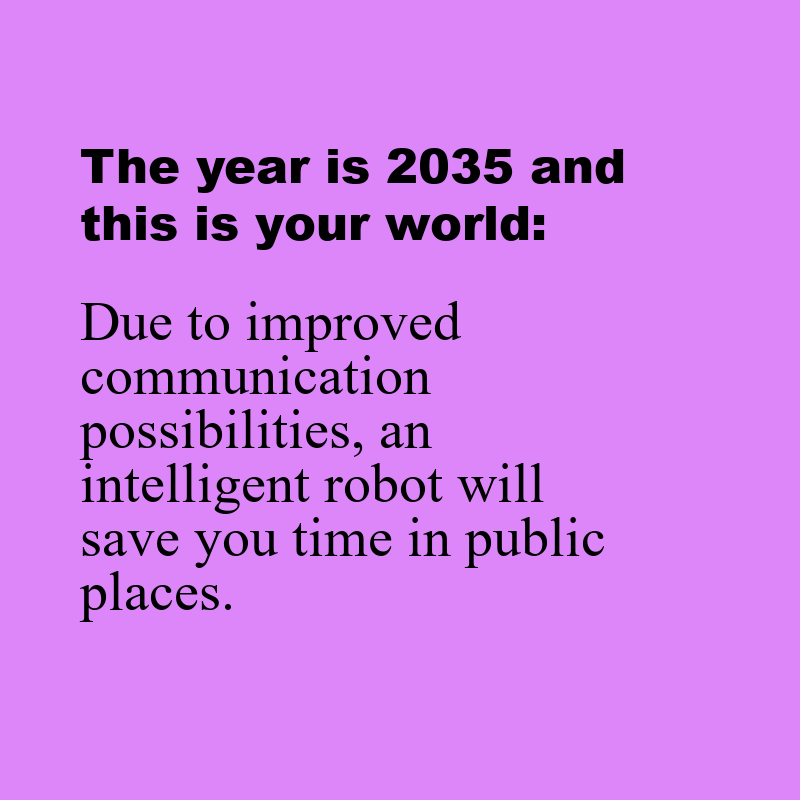 The year is 2035 and
this is your world:
Due to improved
communication
possibilities, an
intelligent robot will
save you time in public
places.